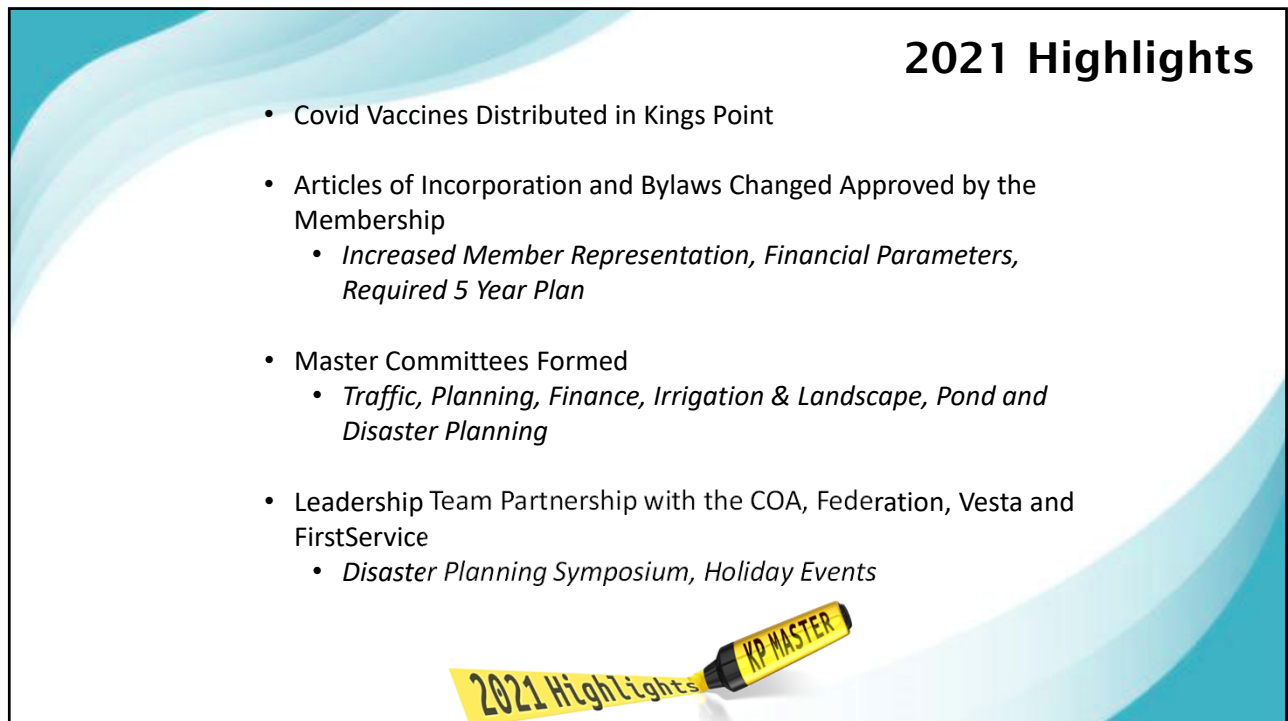 2021 Highlights
• Covid Vaccines Distributed in Kings Point
• Articles of Incorporation and Bylaws Changed Approved by the
Membership
• Increased Member Representation, Financial Parameters,
Required 5 Year Plan
• Master Committees Formed
• Traffic, Planning, Finance, Irrigation & Landscape, Pond and
Disaster Planning
• Leadership Team Partnership with the COA, Federation, Vesta and
FirstService
• Disaster Planning Symposium, Holiday Events
KP MASTER
2021 Highlights